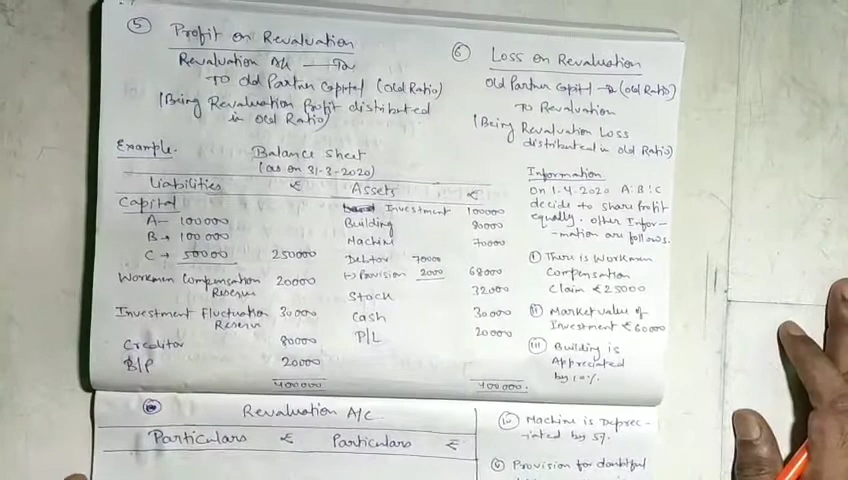 5 Profit on Revaluation
Revaluation A/c
To old Partner Capital (old Ratio)
(Being Revaluation Profit distributed
in old Ratio)
6 Loss on Revaluation
old Partner Capitl (old Ratio)
To Revaluation
(Being Revaluation Loss
distributed in old Ratio)
Example.
Balance Sheet
(as on 31-3-2020)
Liabilities ₹ Assets ₹
Capital
A- 100000
B→ 100000
C→ 50000 250000
Workmen Compensation 20000
Reserve
Investment Fluctuation 30000
Reserve
Creditor 80000
B/P 20000
400000
Investment 100000
Building 80000
Machine 70000
Debtor 70000
(-) Provision 2000 68000
Stock 32000
Cash 30000
P/L 20000
400000.
Information
On 1.4.2020 A:B:C
decide to share Profit
equally. other Infor-
-mation are follows.
(i) There is Workmen
Compensation
Claim ₹25000
(ii) Market value of
Investment ₹60000
(iii) Building is
Appreciated
by 10%.
Revaluation A/C
Particulars ₹ Particulars ₹
(iv) Machine is Deprec-
-iated by 5%.
(v) Provision for doubtful